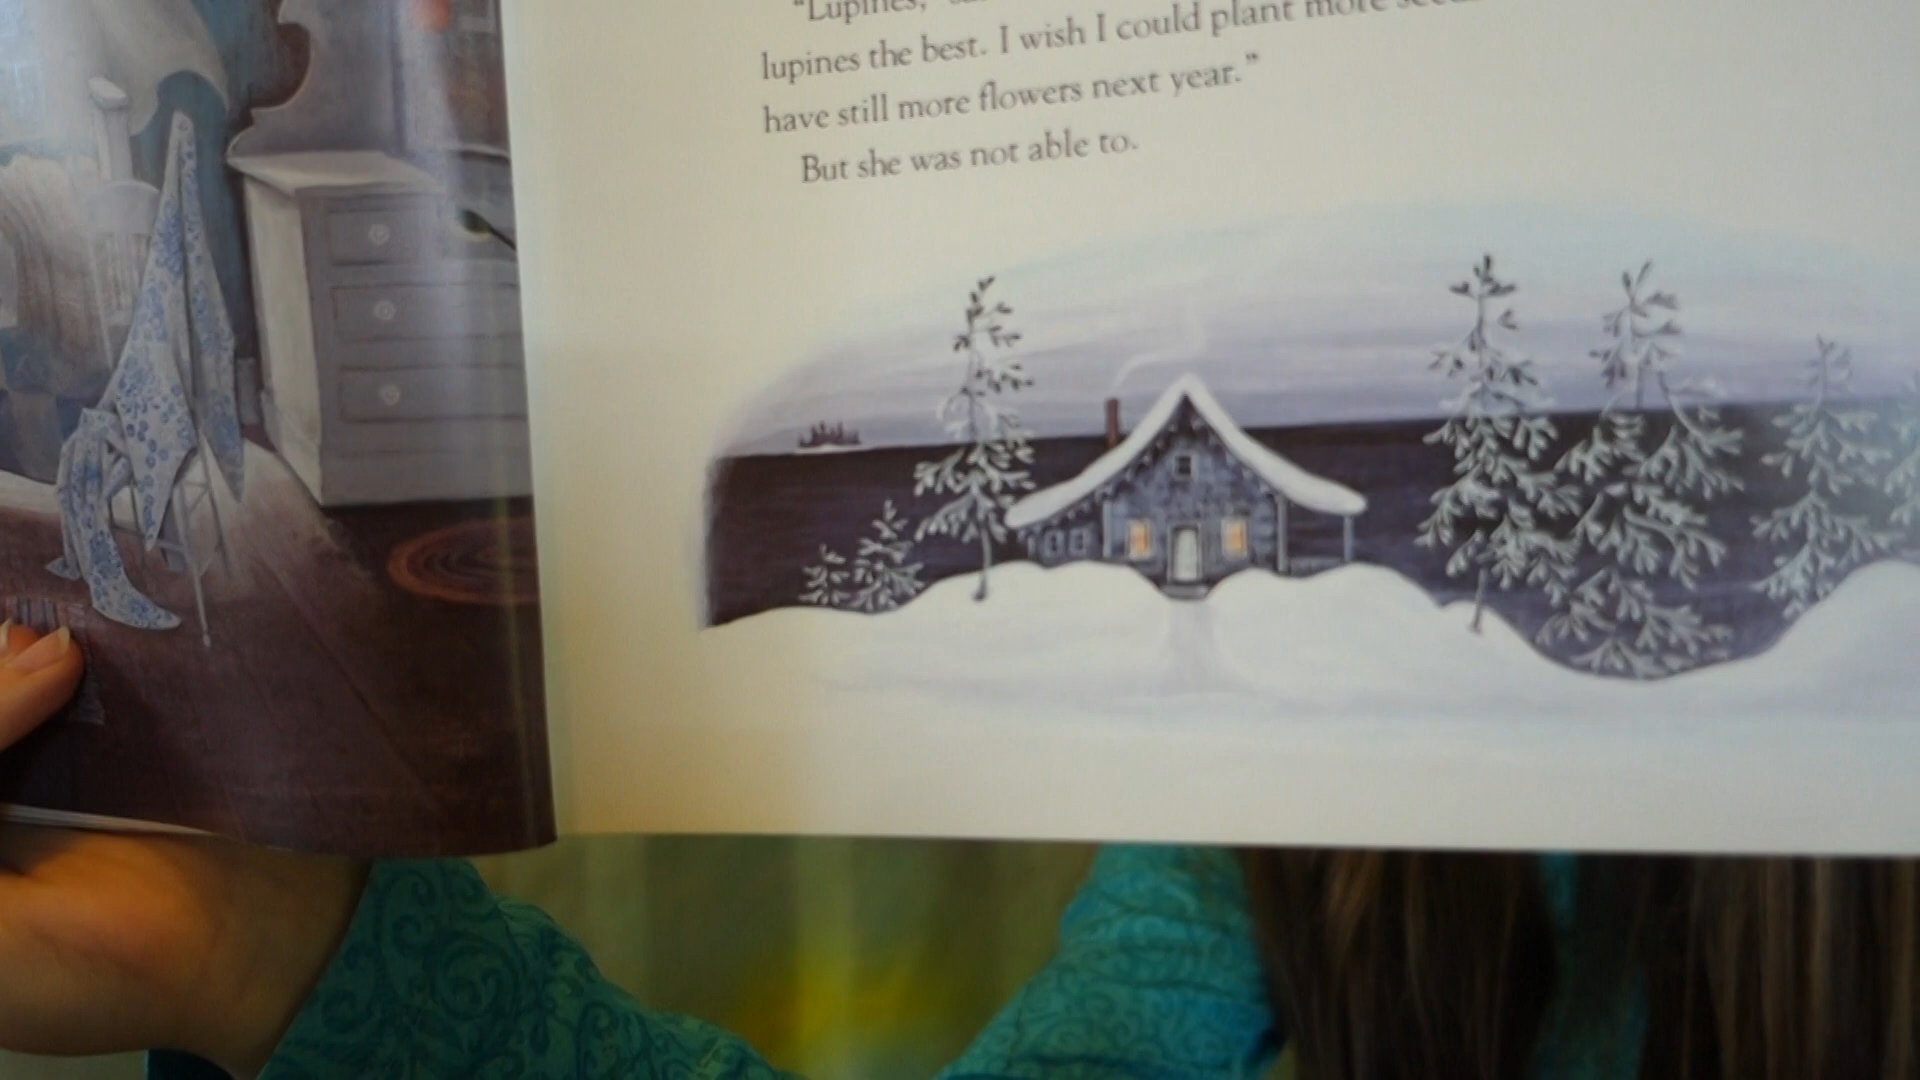 "Lupines,"
lupines the best. I wish I could plant more
have still more flowers next year."
But she was not able to.